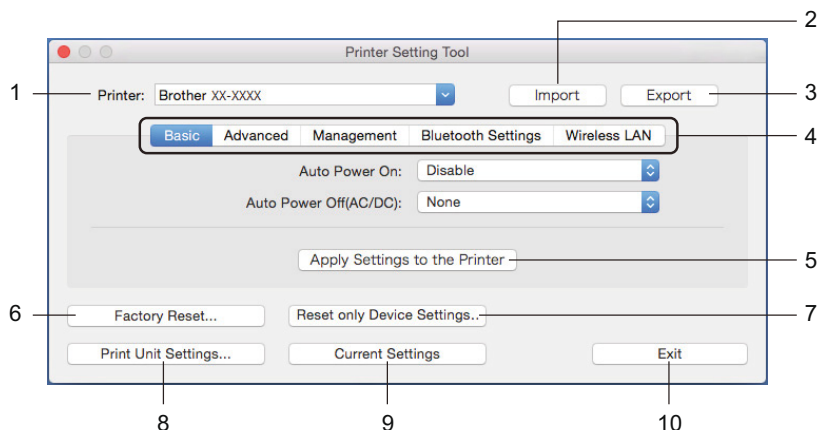 2
Printer Setting Tool
1 Printer: Brother XX-XXXX Import Export 3
Basic Advanced Management Bluetooth Settings Wireless LAN 4
Auto Power On: Disable
Auto Power Off(AC/DC): None
Apply Settings to the Printer 5
6 Factory Reset... Reset only Device Settings.. 7
Print Unit Settings... Current Settings Exit
8 9 10